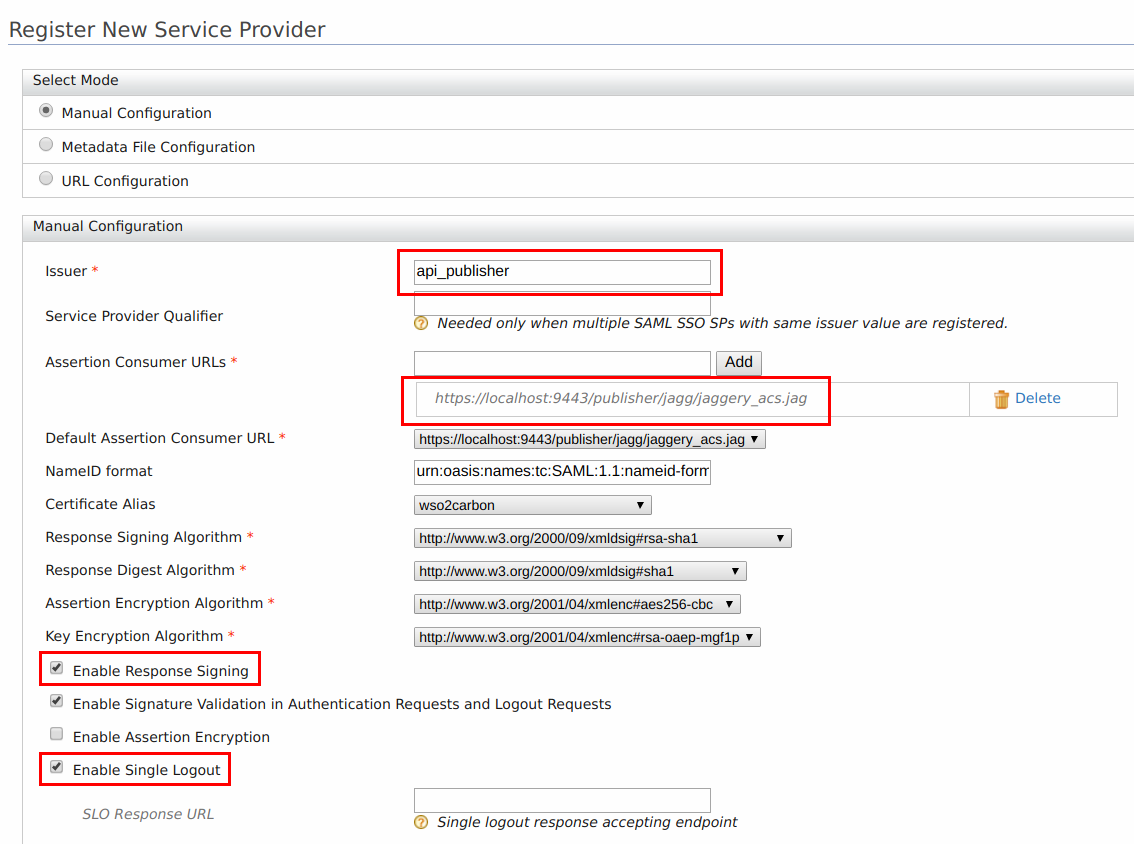 Register New Service Provider
Select Mode
Manual Configuration
Metadata File Configuration
URL Configuration
Manual Configuration
Issuer * api_publisher
Service Provider Qualifier
? Needed only when multiple SAML SSO SPs with same issuer value are registered.
Assertion Consumer URLs * Add
https://localhost:9443/publisher/jagg/jaggery_acs.jag Delete
Default Assertion Consumer URL * https://localhost:9443/publisher/jagg/jaggery_acs.jag
NameID format urn:oasis:names:tc:SAML:1.1:nameid-form
Certificate Alias wso2carbon
Response Signing Algorithm * http://www.w3.org/2000/09/xmldsig#rsa-sha1
Response Digest Algorithm * http://www.w3.org/2000/09/xmldsig#sha1
Assertion Encryption Algorithm * http://www.w3.org/2001/04/xmlenc#aes256-cbc
Key Encryption Algorithm * http://www.w3.org/2001/04/xmlenc#rsa-oaep-mgf1p
Enable Response Signing
Enable Signature Validation in Authentication Requests and Logout Requests
Enable Assertion Encryption
Enable Single Logout
SLO Response URL
? Single logout response accepting endpoint